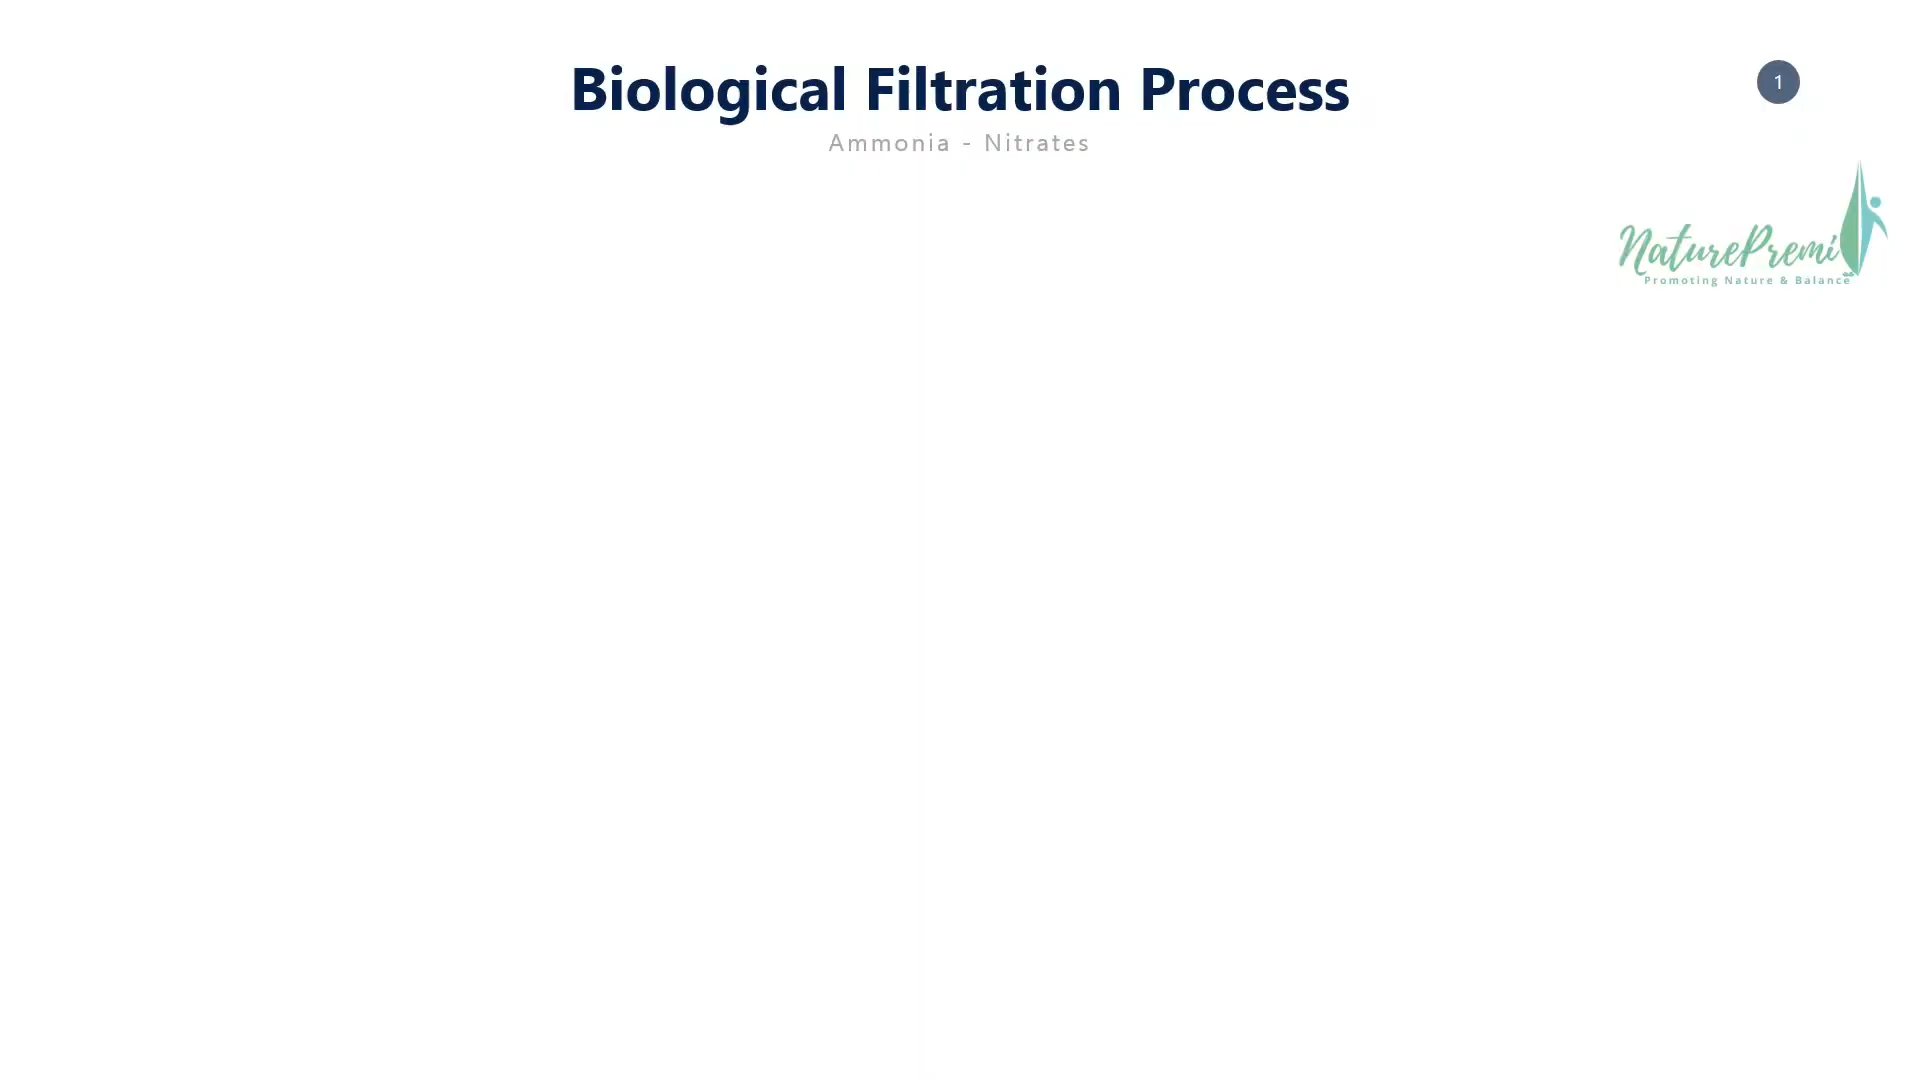 Biological Filtration Process
1
Ammonia - Nitrates
NaturePremi
Promoting Nature & Balance